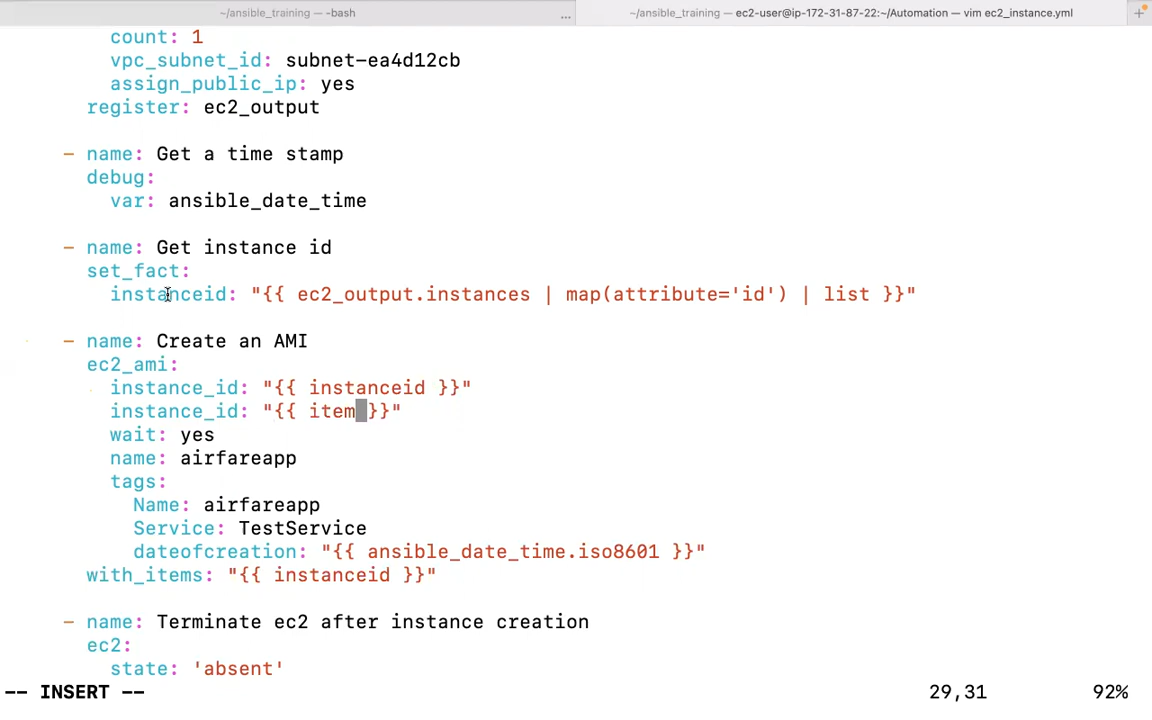 ~/ansible_training — -bash ... ~/ansible_training — ec2-user@ip-172-31-87-22:~/Automation — vim ec2_instance.yml +
count: 1
vpc_subnet_id: subnet-ea4d12cb
assign_public_ip: yes
register: ec2_output
- name: Get a time stamp
debug:
var: ansible_date_time
- name: Get instance id
set_fact:
instanceid: "{{ ec2_output.instances | map(attribute='id') | list }}"
- name: Create an AMI
ec2_ami:
instance_id: "{{ instanceid }}"
instance_id: "{{ item }}"
wait: yes
name: airfareapp
tags:
Name: airfareapp
Service: TestService
dateofcreation: "{{ ansible_date_time.iso8601 }}"
with_items: "{{ instanceid }}"
- name: Terminate ec2 after instance creation
ec2:
state: 'absent'
-- INSERT -- 29,31 92%